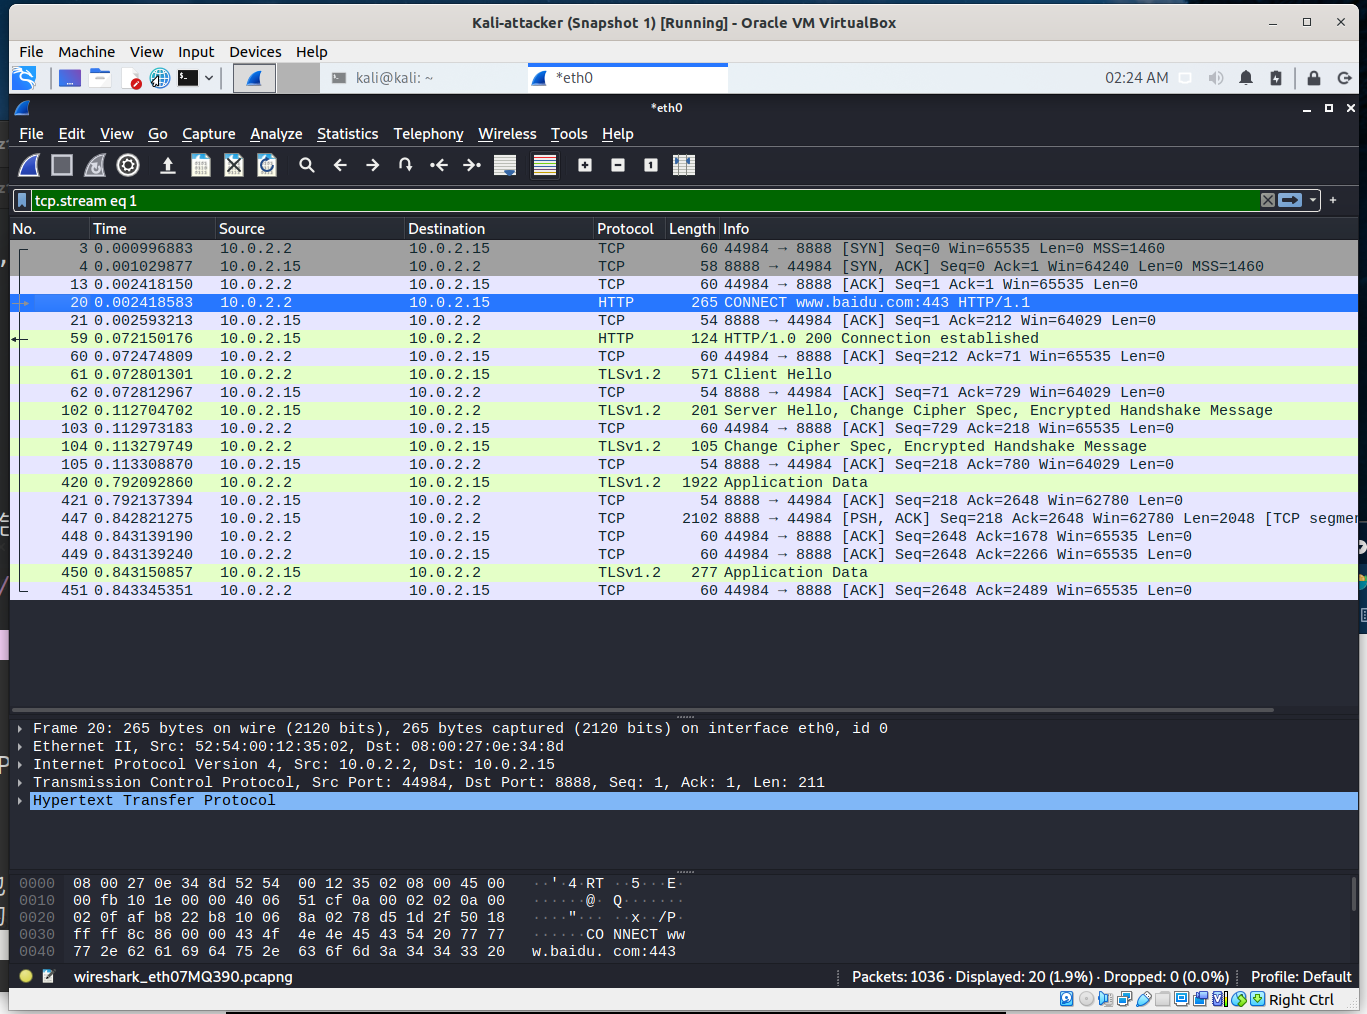 Kali-attacker (Snapshot 1) [Running] - Oracle VM VirtualBox
File Machine View Input Devices Help
kali@kali: ~
*eth0
02:24 AM
*eth0
File Edit View Go Capture Analyze Statistics Telephony Wireless Tools Help
tcp.stream eq 1
No. Time Source Destination Protocol Length Info
3 0.000996883 10.0.2.2 10.0.2.15 TCP 60 44984 → 8888 [SYN] Seq=0 Win=65535 Len=0 MSS=1460
4 0.001029877 10.0.2.15 10.0.2.2 TCP 58 8888 → 44984 [SYN, ACK] Seq=0 Ack=1 Win=64240 Len=0 MSS=1460
13 0.002418150 10.0.2.2 10.0.2.15 TCP 60 44984 → 8888 [ACK] Seq=1 Ack=1 Win=65535 Len=0
20 0.002418583 10.0.2.2 10.0.2.15 HTTP 265 CONNECT www.baidu.com:443 HTTP/1.1
21 0.002593213 10.0.2.15 10.0.2.2 TCP 54 8888 → 44984 [ACK] Seq=1 Ack=212 Win=64029 Len=0
59 0.072150176 10.0.2.15 10.0.2.2 HTTP 124 HTTP/1.0 200 Connection established
60 0.072474809 10.0.2.2 10.0.2.15 TCP 60 44984 → 8888 [ACK] Seq=212 Ack=71 Win=65535 Len=0
61 0.072801301 10.0.2.2 10.0.2.15 TLSv1.2 571 Client Hello
62 0.072812967 10.0.2.15 10.0.2.2 TCP 54 8888 → 44984 [ACK] Seq=71 Ack=729 Win=64029 Len=0
102 0.112704702 10.0.2.15 10.0.2.2 TLSv1.2 201 Server Hello, Change Cipher Spec, Encrypted Handshake Message
103 0.112973183 10.0.2.2 10.0.2.15 TCP 60 44984 → 8888 [ACK] Seq=729 Ack=218 Win=65535 Len=0
104 0.113279749 10.0.2.2 10.0.2.15 TLSv1.2 105 Change Cipher Spec, Encrypted Handshake Message
105 0.113308870 10.0.2.15 10.0.2.2 TCP 54 8888 → 44984 [ACK] Seq=218 Ack=780 Win=64029 Len=0
420 0.792092860 10.0.2.2 10.0.2.15 TLSv1.2 1922 Application Data
421 0.792137394 10.0.2.15 10.0.2.2 TCP 54 8888 → 44984 [ACK] Seq=218 Ack=2648 Win=62780 Len=0
447 0.842821275 10.0.2.15 10.0.2.2 TCP 2102 8888 → 44984 [PSH, ACK] Seq=218 Ack=2648 Win=62780 Len=2048 [TCP segmer
448 0.843139190 10.0.2.2 10.0.2.15 TCP 60 44984 → 8888 [ACK] Seq=2648 Ack=1678 Win=65535 Len=0
449 0.843139240 10.0.2.2 10.0.2.15 TCP 60 44984 → 8888 [ACK] Seq=2648 Ack=2266 Win=65535 Len=0
450 0.843150857 10.0.2.15 10.0.2.2 TLSv1.2 277 Application Data
451 0.843345351 10.0.2.2 10.0.2.15 TCP 60 44984 → 8888 [ACK] Seq=2648 Ack=2489 Win=65535 Len=0
Frame 20: 265 bytes on wire (2120 bits), 265 bytes captured (2120 bits) on interface eth0, id 0
Ethernet II, Src: 52:54:00:12:35:02, Dst: 08:00:27:0e:34:8d
Internet Protocol Version 4, Src: 10.0.2.2, Dst: 10.0.2.15
Transmission Control Protocol, Src Port: 44984, Dst Port: 8888, Seq: 1, Ack: 1, Len: 211
Hypertext Transfer Protocol
0000 08 00 27 0e 34 8d 52 54 00 12 35 02 08 00 45 00 ··'·4·RT ··5···E·
0010 00 fb 10 1e 00 00 40 06 51 cf 0a 00 02 02 0a 00 ······@· Q·······
0020 02 0f af b8 22 b8 10 06 8a 02 78 d5 1d 2f 50 18 ····"··· ··x··/P·
0030 ff ff 8c 86 00 00 43 4f 4e 4e 45 43 54 20 77 77 ······CO NNECT ww
0040 77 2e 62 61 69 64 75 2e 63 6f 6d 3a 34 34 33 20 w.baidu. com:443
wireshark_eth07MQ390.pcapng
Packets: 1036 · Displayed: 20 (1.9%) · Dropped: 0 (0.0%)
Profile: Default
Right Ctrl